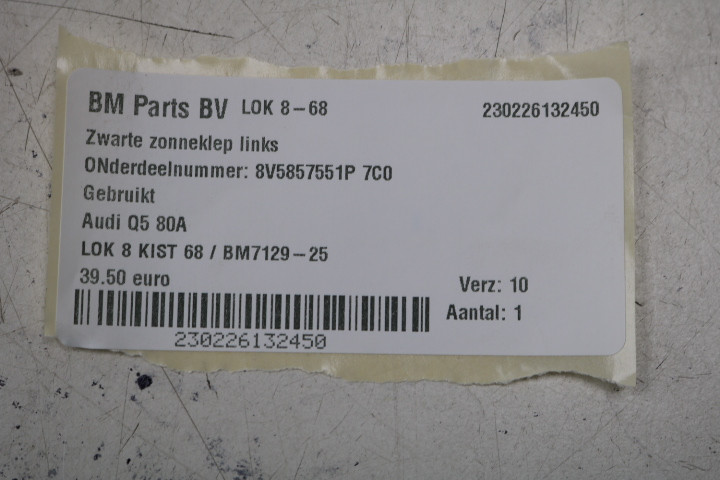 BM Parts BV LOK 8-68 230226132450
Zwarte zonneklep links
ONderdeelnummer: 8V5857551P 7C0
Gebruikt
Audi Q5 80A
LOK 8 KIST 68 / BM7129-25
39.50 euro Verz: 10
Aantal: 1
230226132450